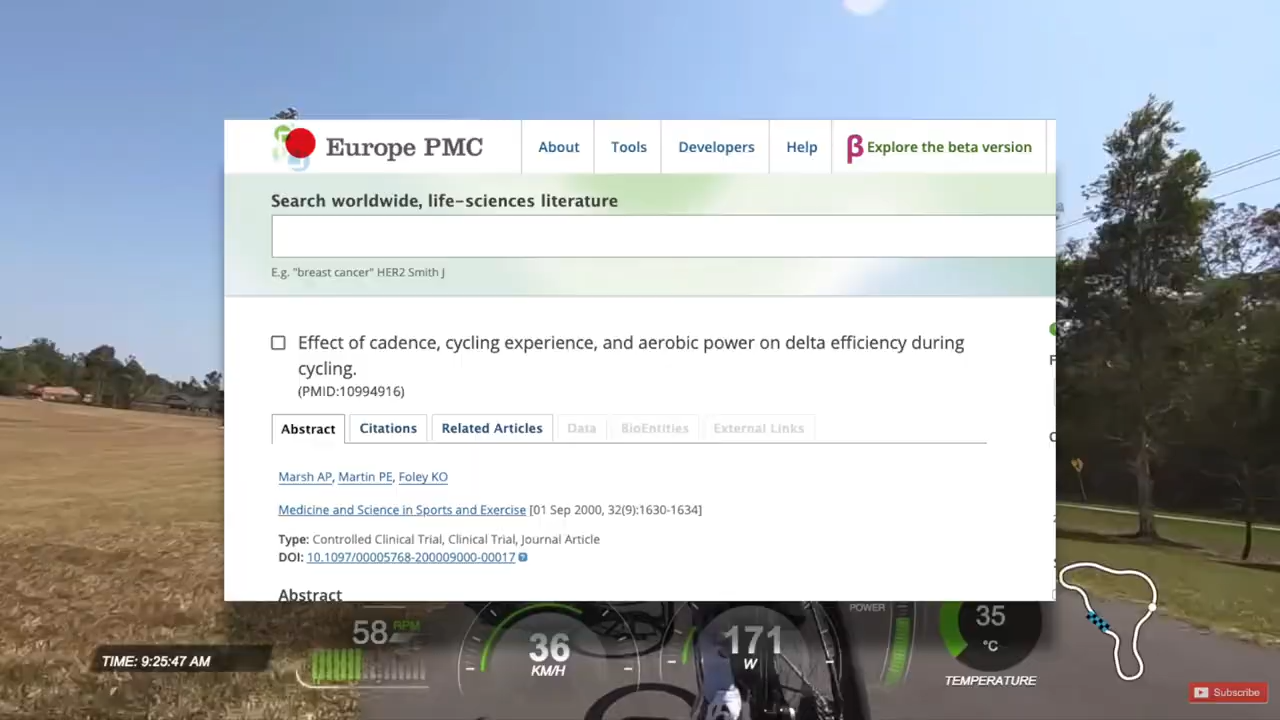 Europe PMC
About
Tools
Developers
Help
β Explore the beta version
Search worldwide, life-sciences literature
E.g. "breast cancer" HER2 Smith J
Effect of cadence, cycling experience, and aerobic power on delta efficiency during
cycling.
(PMID:10994916)
Abstract
Citations
Related Articles
Data
BioEntities
External Links
Marsh AP, Martin PE, Foley KO
Medicine and Science in Sports and Exercise [01 Sep 2000, 32(9):1630-1634]
Type: Controlled Clinical Trial, Clinical Trial, Journal Article
DOI: 10.1097/00005768-200009000-00017
Abstract
TIME: 9:25:47 AM
58 RPM
36
KM/H
171
W
POWER
35
°C
TEMPERATURE
Subscribe